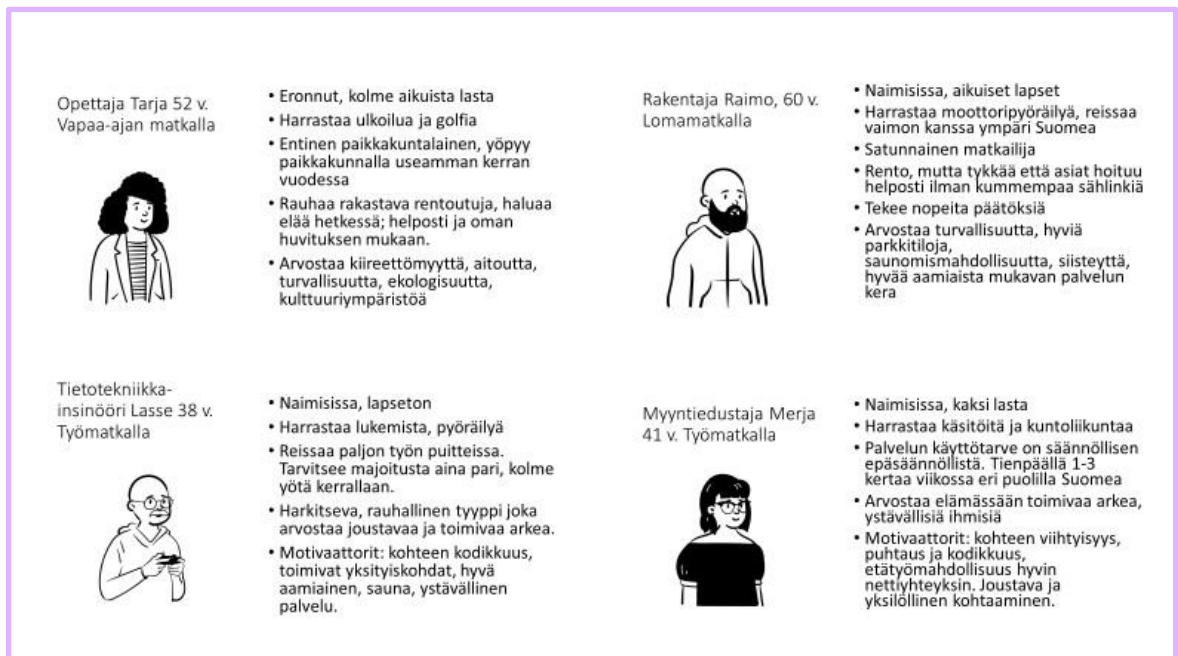 Opettaja Tarja 52 v.
Vapaa-ajan matkalla
• Eronnut, kolme aikuista lasta
• Harrastaa ulkoilua ja golfia
• Entinen paikkakuntalainen, yöpyy
paikkakunnalla useamman kerran
vuodessa
• Rauhaa rakastava rentoutuja, haluaa
elää hetkessä; helposti ja oman
huvituksen mukaan.
• Arvostaa kiireettömyyttä, aitoutta,
turvallisuutta, ekologisuutta,
kulttuuriympäristöä
Rakentaja Raimo, 60 v.
Lomamatkalla
• Naimisissa, aikuiset lapset
• Harrastaa moottoripyöräilyä, reissaa
vaimon kanssa ympäri Suomea
• Satunnainen matkailija
• Rento, mutta tykkää että asiat hoituu
helposti ilman kummempaa sählinkiä
• Tekee nopeita päätöksiä
• Arvostaa turvallisuutta, hyviä
parkkitiloja,
saunomismahdollisuutta, siisteyttä,
hyvää aamiaista mukavan palvelun
kera
Tietotekniikka-
insinööri Lasse 38 v.
Työmatkalla
• Naimisissa, lapseton
• Harrastaa lukemista, pyöräilyä
• Reissaa paljon työn puitteissa.
Tarvitsee majoitusta aina pari, kolme
yötä kerrallaan.
• Harkitseva, rauhallinen tyyppi joka
arvostaa joustavaa ja toimivaa arkea.
• Motivaattorit: kohteen kodikkuus,
toimivat yksityiskohdat, hyvä
aamiainen, sauna, ystävällinen
palvelu.
Myyntiedustaja Merja
41 v. Työmatkalla
• Naimisissa, kaksi lasta
• Harrastaa käsitöitä ja kuntoliikuntaa
• Palvelun käyttötarve on säännöllisen
epäsäännöllistä. Tienpäällä 1-3
kertaa viikossa eri puolilla Suomea
• Arvostaa elämässään toimivaa arkea,
ystävällisiä ihmisiä
• Motivaattorit: kohteen viihtyisyys,
puhtaus ja kodikkuus,
etätyömahdollisuus hyvin
nettiyhteyksin. Joustava ja
yksilöllinen kohtaaminen.